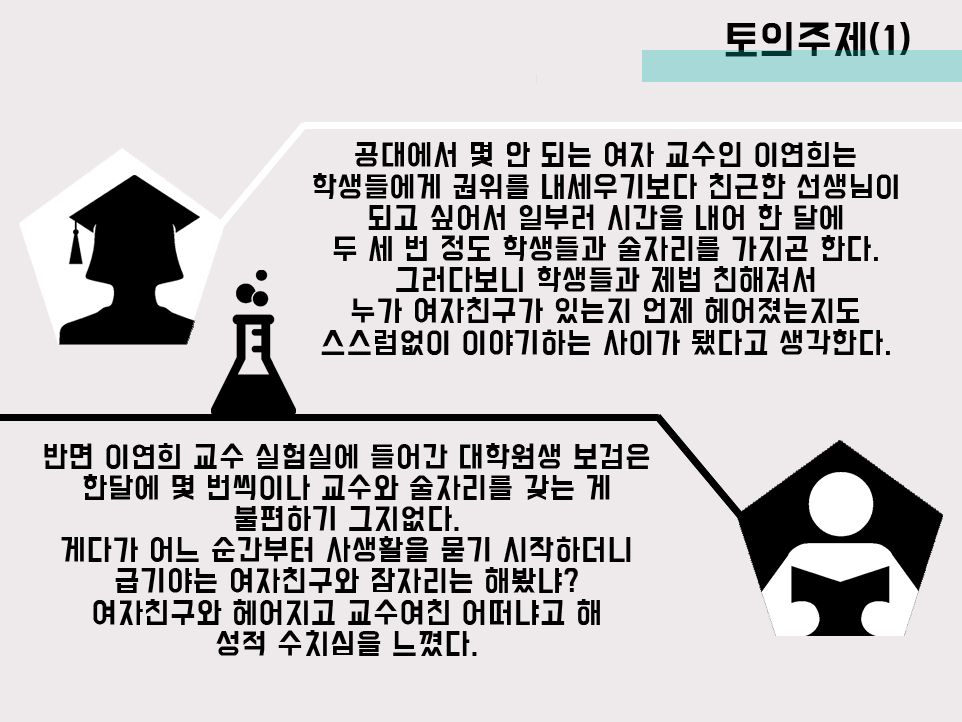 토의주제(1)
공대에서 몇 안 되는 여자 교수인 이연희는
학생들에게 권위를 내세우기보다 친근한 선생님이
되고 싶어서 일부러 시간을 내어 한 달에
두 세 번 정도 학생들과 술자리를 가지곤 한다.
그러다보니 학생들과 제법 친해져서
누가 여자친구가 있는지 언제 헤어졌는지도
스스럼없이 이야기하는 사이가 됐다고 생각한다.
반면 이연희 교수 실험실에 들어간 대학원생 보검은
한달에 몇 번씩이나 교수와 술자리를 갖는 게
불편하기 그지없다.
게다가 어느 순간부터 사생활을 묻기 시작하더니
급기야는 여자친구와 잠자리는 해봤냐?
여자친구와 헤어지고 교수여친 어떠냐고 해
성적 수치심을 느꼈다.